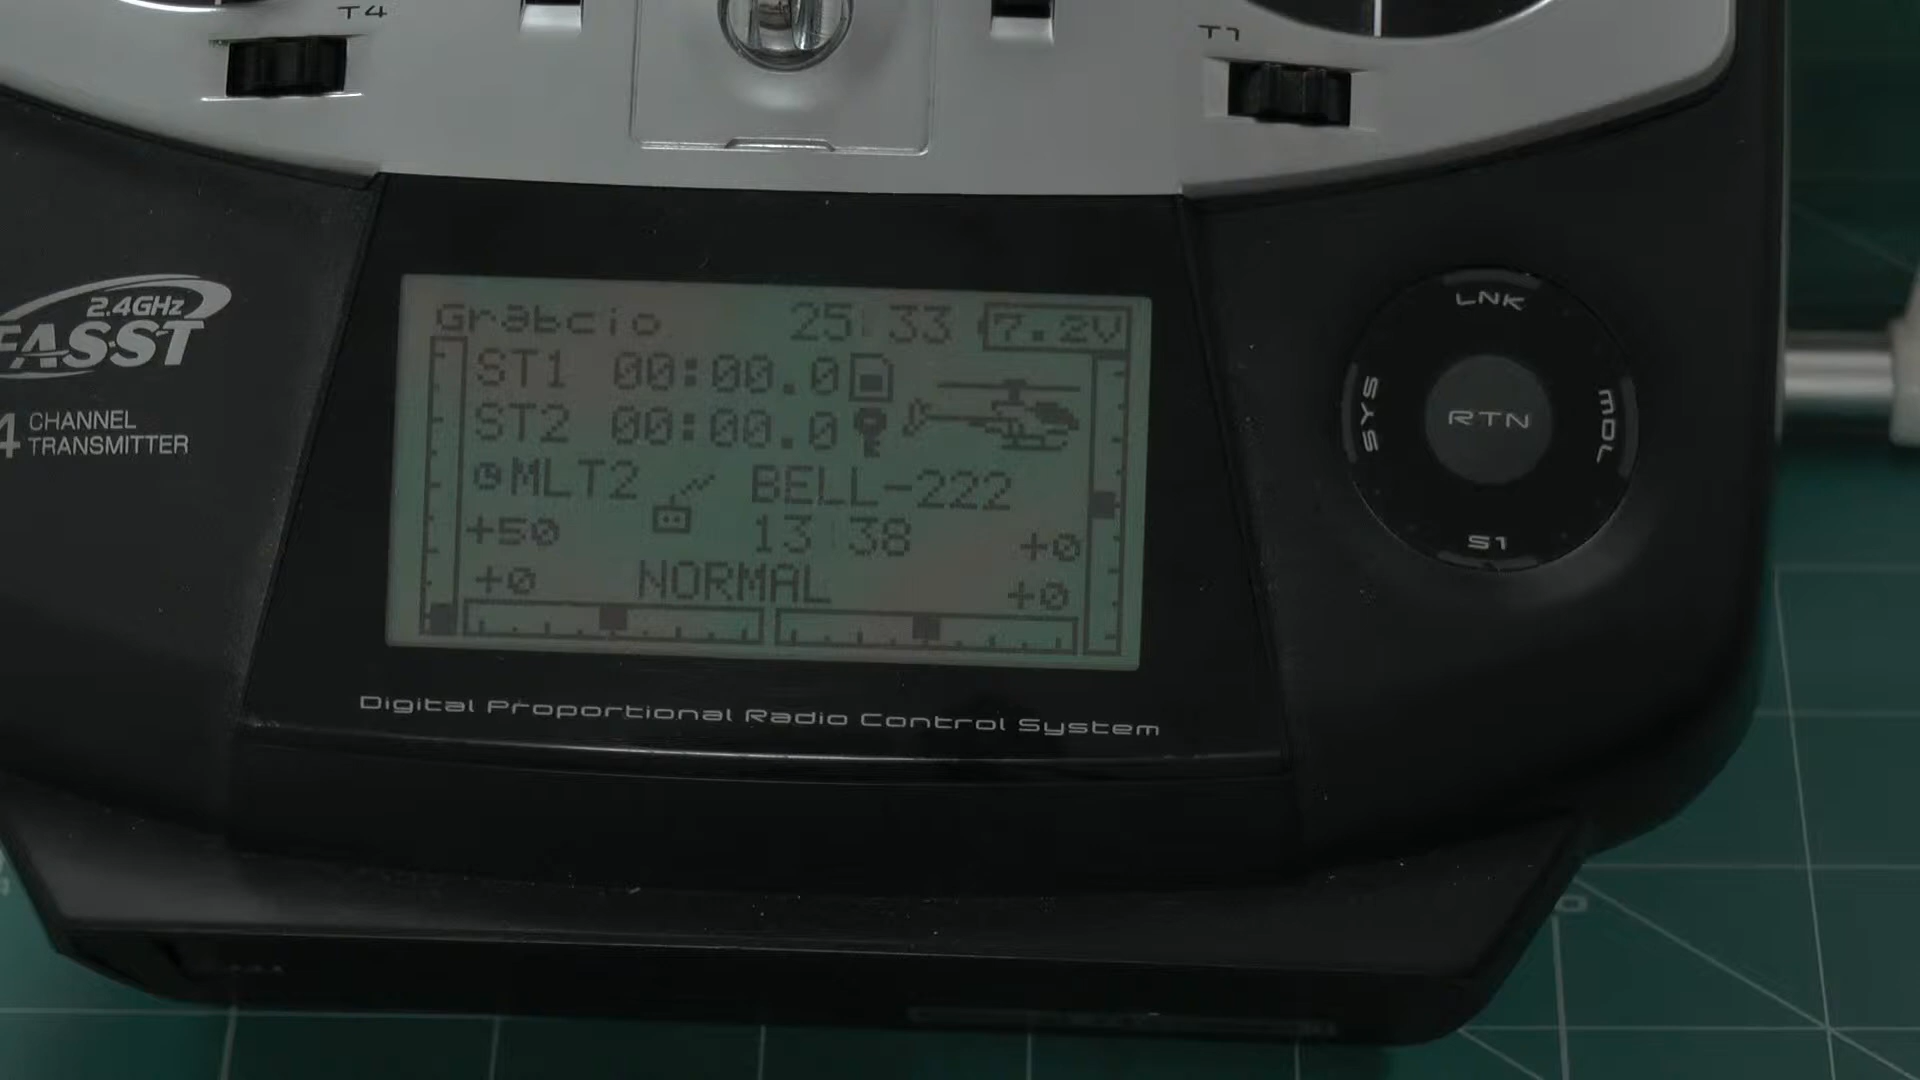 T4
T1
2.4GHz
FASST
4 CHANNEL
TRANSMITTER
Grabcio 25:33 7.2V
ST1 00:00.0
ST2 00:00.0
MLT2 BELL-222
+50 13:38 +0
+0 NORMAL +0
Digital Proportional Radio Control System
LNK
SYS RTN MDL
S1